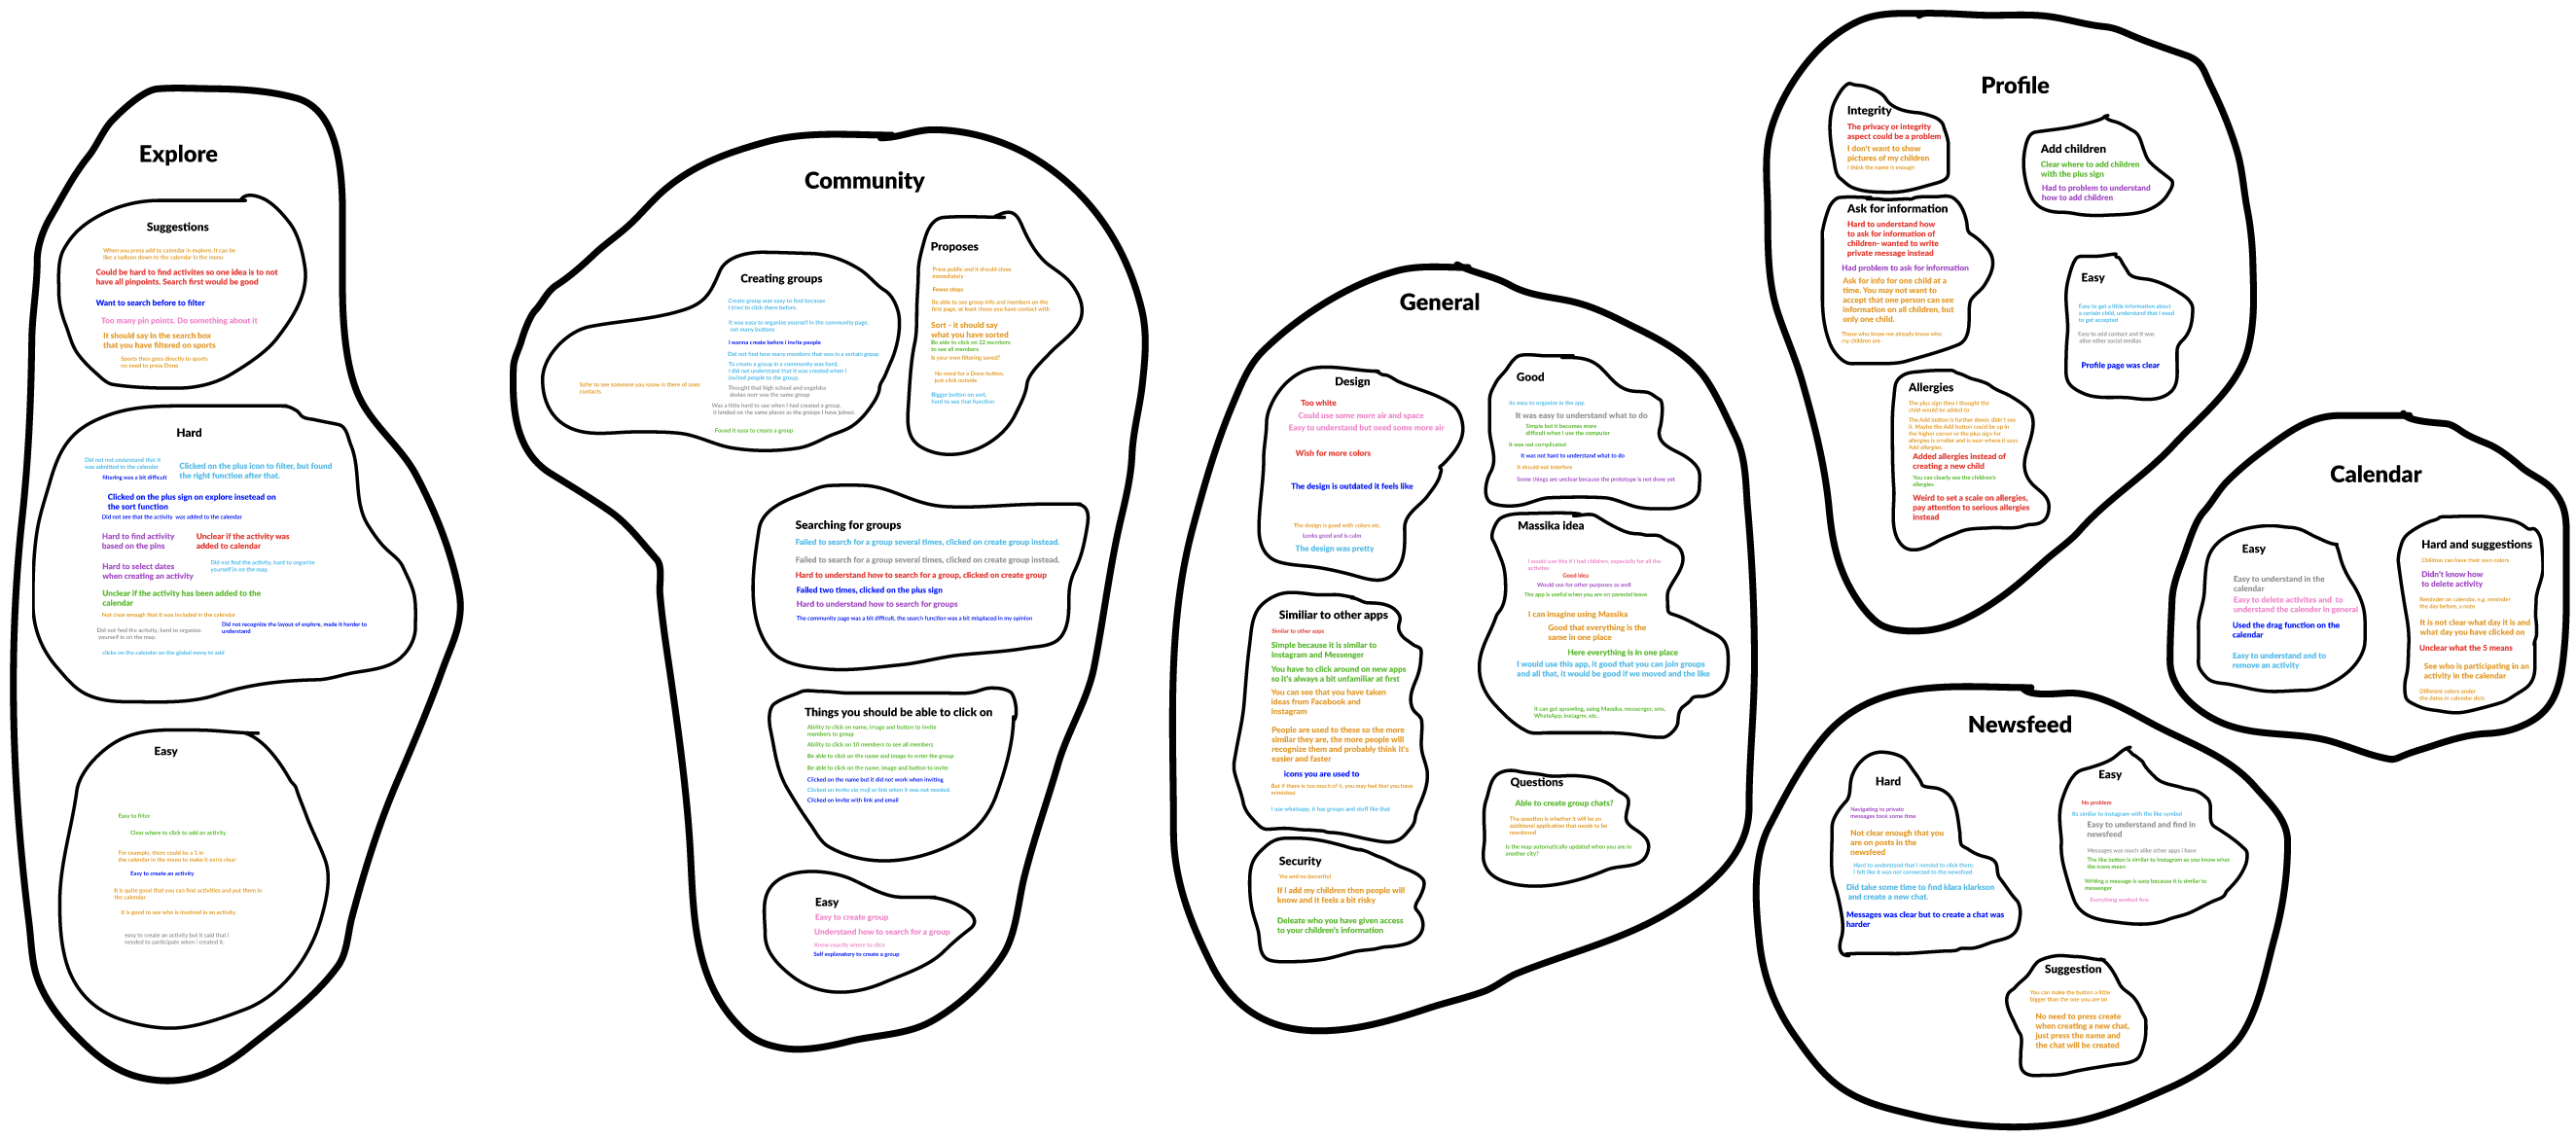 Explore
Suggestions
When you press add to calendar in explore, it can be
like a balloon down to the calendar in the menu
Could be hard to find activites so one idea is to not
have all pinpoints. Search first would be good
Want to search before to filter
Too many pin points. Do something about it
It should say in the search box
that you have filtered on sports
Sports then goes directly to sports
no need to press Done
Hard
Did not not understand that it
was admitted to the calendar
Clicked on the plus icon to filter, but found
the right function after that.
filtering was a bit difficult
Clicked on the plus sign on explore insetead on
the sort function
Did not see that the activity was added to the calendar
Hard to find activity
based on the pins
Unclear if the activity was
added to calendar
Hard to select dates
when creating an activity
Did not find the activity, hard to organize
yourself in on the map.
Unclear if the activity has been added to the
calendar
Not clear enough that it was included in the calendar
Did not find the activity, hard to organize
yourself in on the map.
Did not recognize the layout of explore, made it harder to
understand
clicks on the calendar on the global menu to add
Easy
Easy to filter
Clear where to click to add an activity
For example, there could be a 1 in
the calendar in the menu to make it extra clear
Easy to create an activity
It is quite good that you can find activities and put them in
the calendar
It is good to see who is involved in an activity
easy to create an activity but it said that i
needed to participate when i created it.
Community
Creating groups
Create group was easy to find because
I tried to click there before.
It was easy to organize yourself in the community page,
not many buttons
I wanna create before i invite people
Did not find how many members that was in a sertain group
To create a group in a community was hard,
I did not understand that it was created when I
invited people to the group.
Safer to see someone you know is there of ones
contacts
Thought that high school and engelska
skolan norr was the same group
Was a little hard to see when I had created a group,
it landed on the same places as the groups I have joined.
Found it easy to create a group
Proposes
Press public and it should close
immediately
Fewer steps
Be able to see group info and members on the
first page, at least those you have contact with
Sort - it should say
what you have sorted
Be able to click on 22 members
to see all members
Is your own filtering saved?
No need for a Done button,
just click outside
Bigger button on sort,
hard to see that function
Searching for groups
Failed to search for a group several times, clicked on create group instead.
Failed to search for a group several times, clicked on create group instead.
Hard to understand how to search for a group, clicked on create group
Failed two times, clicked on the plus sign
Hard to understand how to search for groups
The community page was a bit difficult, the search function was a bit misplaced in my opinion
Things you should be able to click on
Ability to click on name, image and button to invite
members to group
Ability to click on 10 members to see all members
Be able to click on the name and image to enter the group
Be able to click on the name, image and button to invite
Clicked on the name but it did not work when inviting
Clicked on invite via mejl or link when it was not needed.
Clicked on invite with link and email
Easy
Easy to create group
Understand how to search for a group
Knew exactly where to click
Self explanatory to create a group
General
Design
Too white
Could use some more air and space
Easy to understand but need some more air
Wish for more colors
The design is outdated it feels like
The design is good with colors etc.
Looks good and is calm
The design was pretty
Good
Its easy to organize in the app
It was easy to understand what to do
Simple but it becomes more
difficult when I use the computer
It was not complicated
It was not hard to understand what to do
It should not interfere
Some things are unclear because the prototype is not done yet
Massika idea
I would use this if I had children, especially for all the
activites
Good idea
Would use for other purposes as well
The app is useful when you are on parental leave
I can imagine using Massika
Good that everything is the
same in one place
Here everything is in one place
I would use this app, it good that you can join groups
and all that, it would be good if we moved and the like
It can get sprawling, using Massika, messenger, sms,
WhatsApp, Instagrm, etc.
Similiar to other apps
Similar to other apps
Simple because it is similar to
Instagram and Messenger
You have to click around on new apps
so it's always a bit unfamiliar at first
You can see that you have taken
ideas from Facebook and
Instagram
People are used to these so the more
similar they are, the more people will
recognize them and probably think it's
easier and faster
icons you are used to
But if there is too much of it, you may feel that you have
mimicked
I use whatsapp, it has groups and stuff like that
Questions
Able to create group chats?
The question is whether it will be an
additional application that needs to be
monitored
Is the map automatically updated when you are in
another city?
Security
Yes and no (security)
If I add my children then people will
know and it feels a bit risky
Deleate who you have given access
to your children's information
Profile
Integrity
The privacy or integrity
aspect could be a problem
I don't want to show
pictures of my children
I think the name is enough
Add children
Clear where to add children
with the plus sign
Had to problem to understand
how to add children
Ask for information
Hard to understand how
to ask for information of
children- wanted to write
private message instead
Had problem to ask for information
Ask for info for one child at a
time. You may not want to
accept that one person can see
information on all children, but
only one child.
Those who know me already know who
my children are
Easy
Easy to get a little information about
a certain child, understand that i need
to get accepted
Easy to add contact and it was
alike other social medias
Profile page was clear
Allergies
The plus sign then I thought the
child would be added to
The Add button is further down, didn't see
it. Maybe the Add button could be up in
the higher corner or the plus sign for
allergies is smaller and is over where it says
Add allergies.
Added allergies instead of
creating a new child
You can clearly see the children's
allergies
Weird to set a scale on allergies,
pay attention to serious allergies
instead
Calendar
Easy
Easy to understand in the
calendar
Easy to delete activites and to
understand the calendar in general
Used the drag function on the
calendar
Easy to understand and to
remove an activity
Hard and suggestions
Children can have their own colors
Didn't know how
to delete activity
Reminder on calendar, e.g. reminder
the day before, a note
It is not clear what day it is and
what day you have clicked on
Unclear what the 5 means
See who is participating in an
activity in the calendar
Different colors under
the dates in calendar dots
Newsfeed
Hard
Navigating to private
messages took some time
Not clear enough that you
are on posts in the
newsfeed
Hard to understand that I needed to click there,
I felt like it was not connected to the newsfeed.
Did take some time to find klara klarkson
and create a new chat.
Messages was clear but to create a chat was
harder
Easy
No problem
Its similar to instagram with the like symbol
Easy to understand and find in
newsfeed
Messages was much alike other apps i have
The like button is similar to Instagram so you know what
the icons mean
Writing a message is easy because it is similar to
messenger
Everything worked fine
Suggestion
You can make the button a little
bigger than the one you are on
No need to press create
when creating a new chat,
just press the name and
the chat will be created